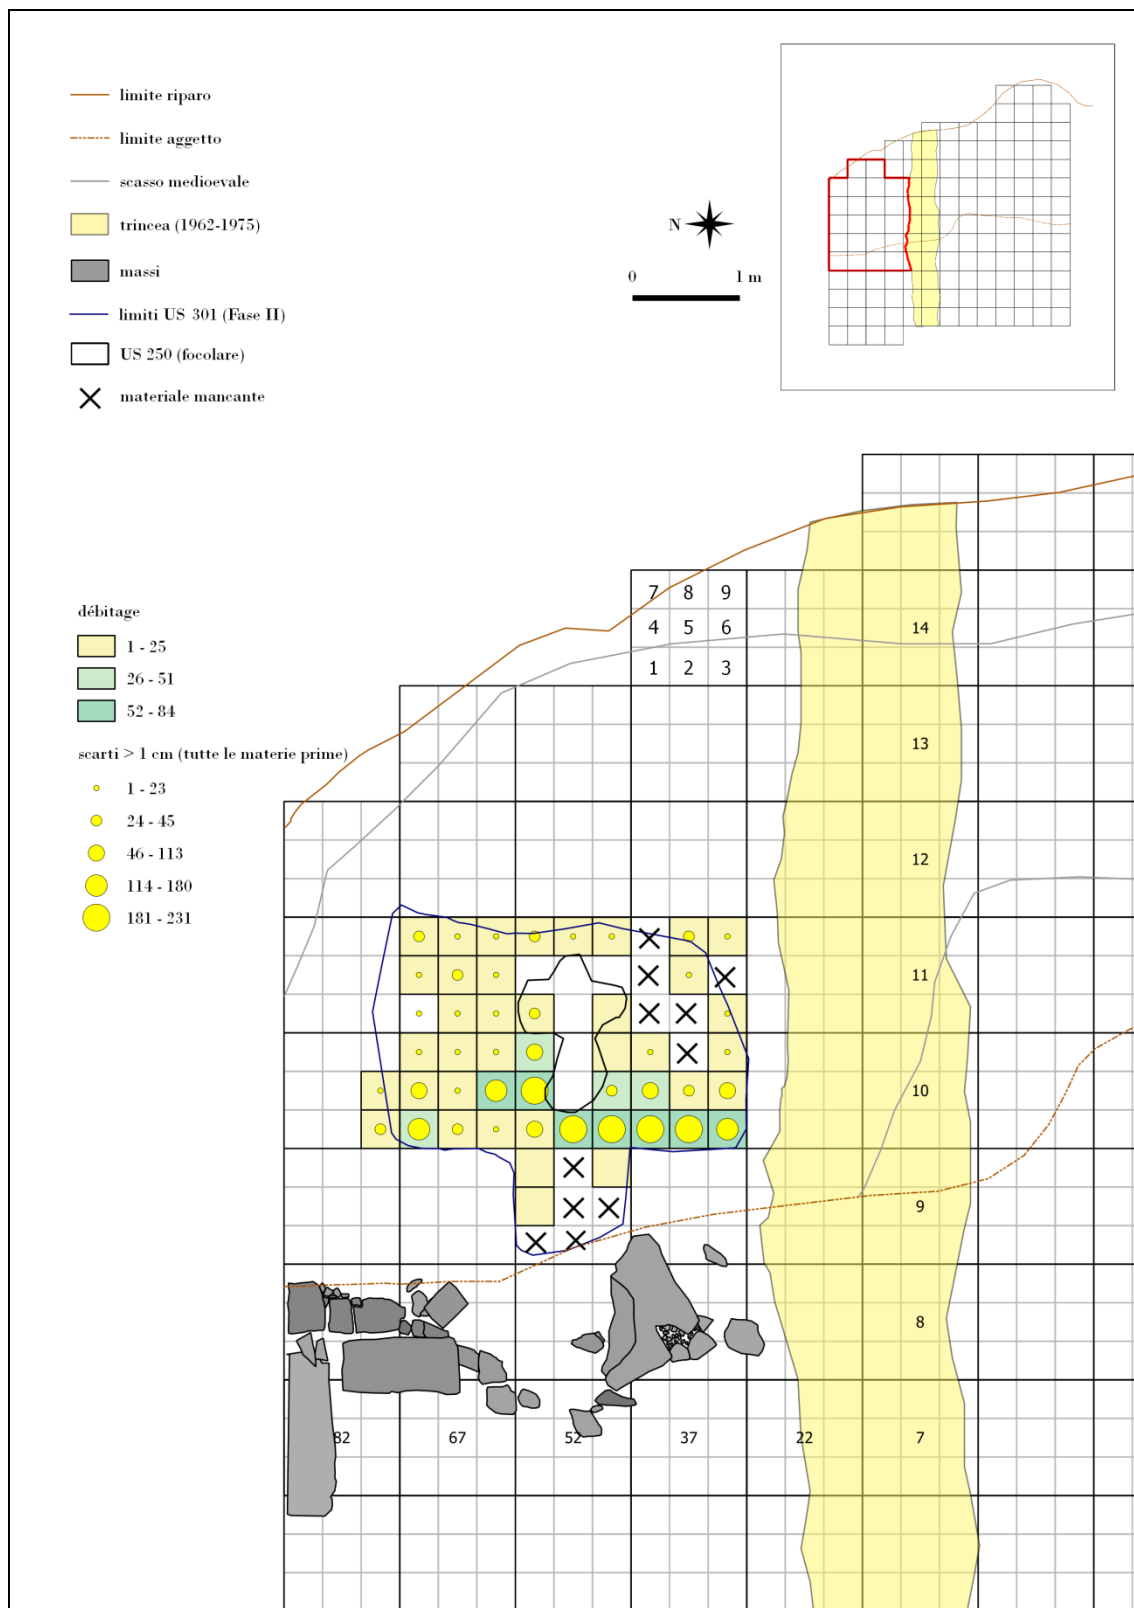 limite riparo
limite aggetto
scasso medioevale
trincea (1962-1975)
massi
limiti US 301 (Fase II)
US 250 (focolare)
materiale mancante
N
0 1 m
débitage
1 - 25
26 - 51
52 - 84
scarti > 1 cm (tutte le materie prime)
1 - 23
24 - 45
46 - 113
114 - 180
181 - 231
7 8 9
4 5 6
1 2 3
14
13
12
11
10
9
8
82 67 52 37 22 7